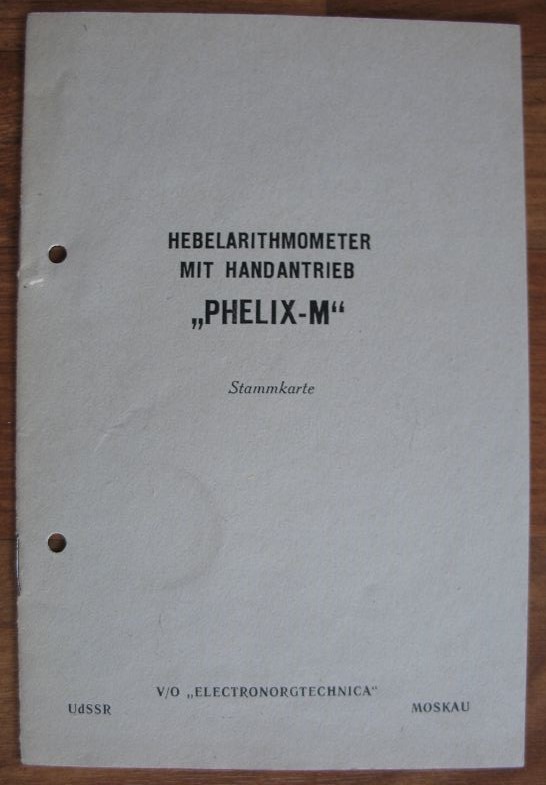 HEBELARITHMOMETER
MIT HANDANTRIEB
„PHELIX-M“
Stammkarte
V/O „ELECTRONORGTECHNICA“
UdSSR MOSKAU